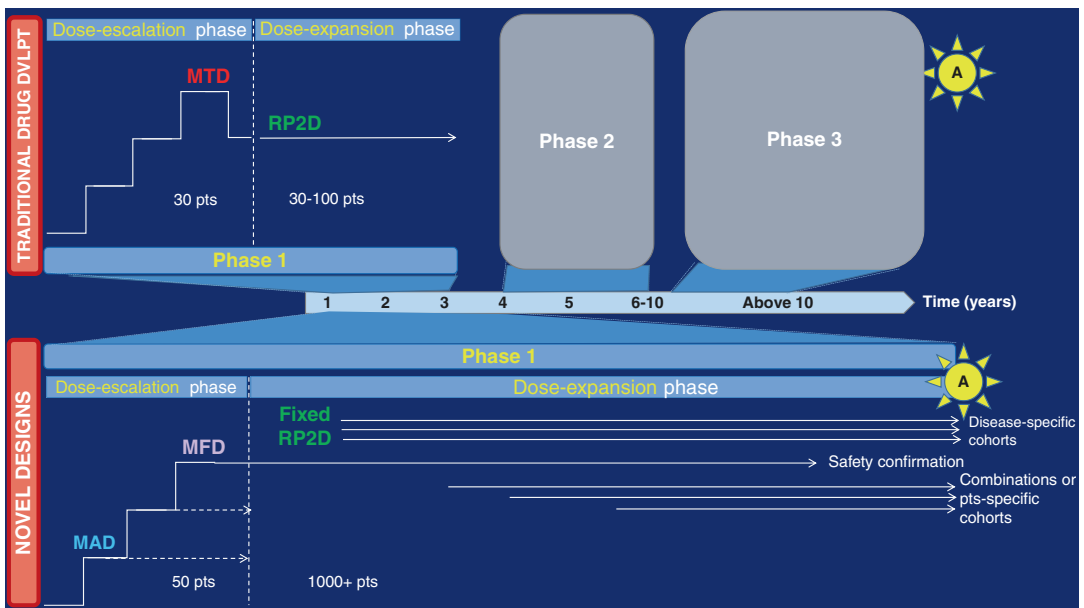 TRADITIONAL DRUG DVLPT
Dose-escalation phase
Dose-expansion phase
MTD
RP2D
30 pts
30-100 pts
Phase 1
Phase 2
Phase 3
A
1 2 3 4 5 6-10 Above 10 Time (years)
NOVEL DESIGNS
Phase 1
A
Dose-escalation phase
Dose-expansion phase
Fixed
RP2D
Disease-specific
cohorts
MFD
Safety confirmation
Combinations or
pts-specific
cohorts
MAD
50 pts
1000+ pts